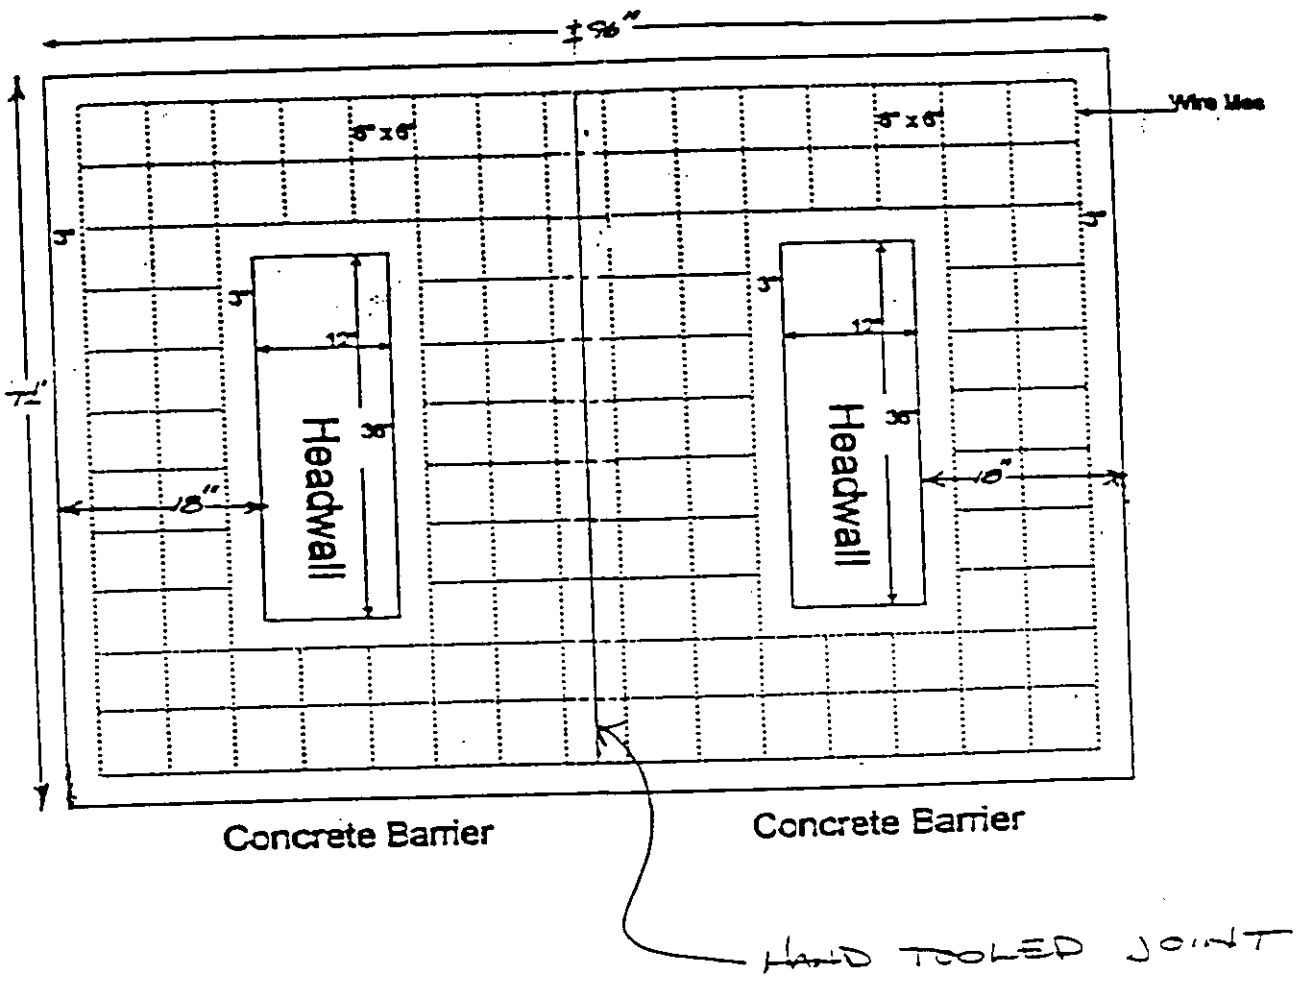 ± 96"
Wire Mes
6" x 6"
6" x 6"
3"
3"
3"
3"
12"
12"
72"
36"
36"
Headwall
Headwall
18"
18"
Concrete Barrier
Concrete Barrier
HAND TOOLED JOINT